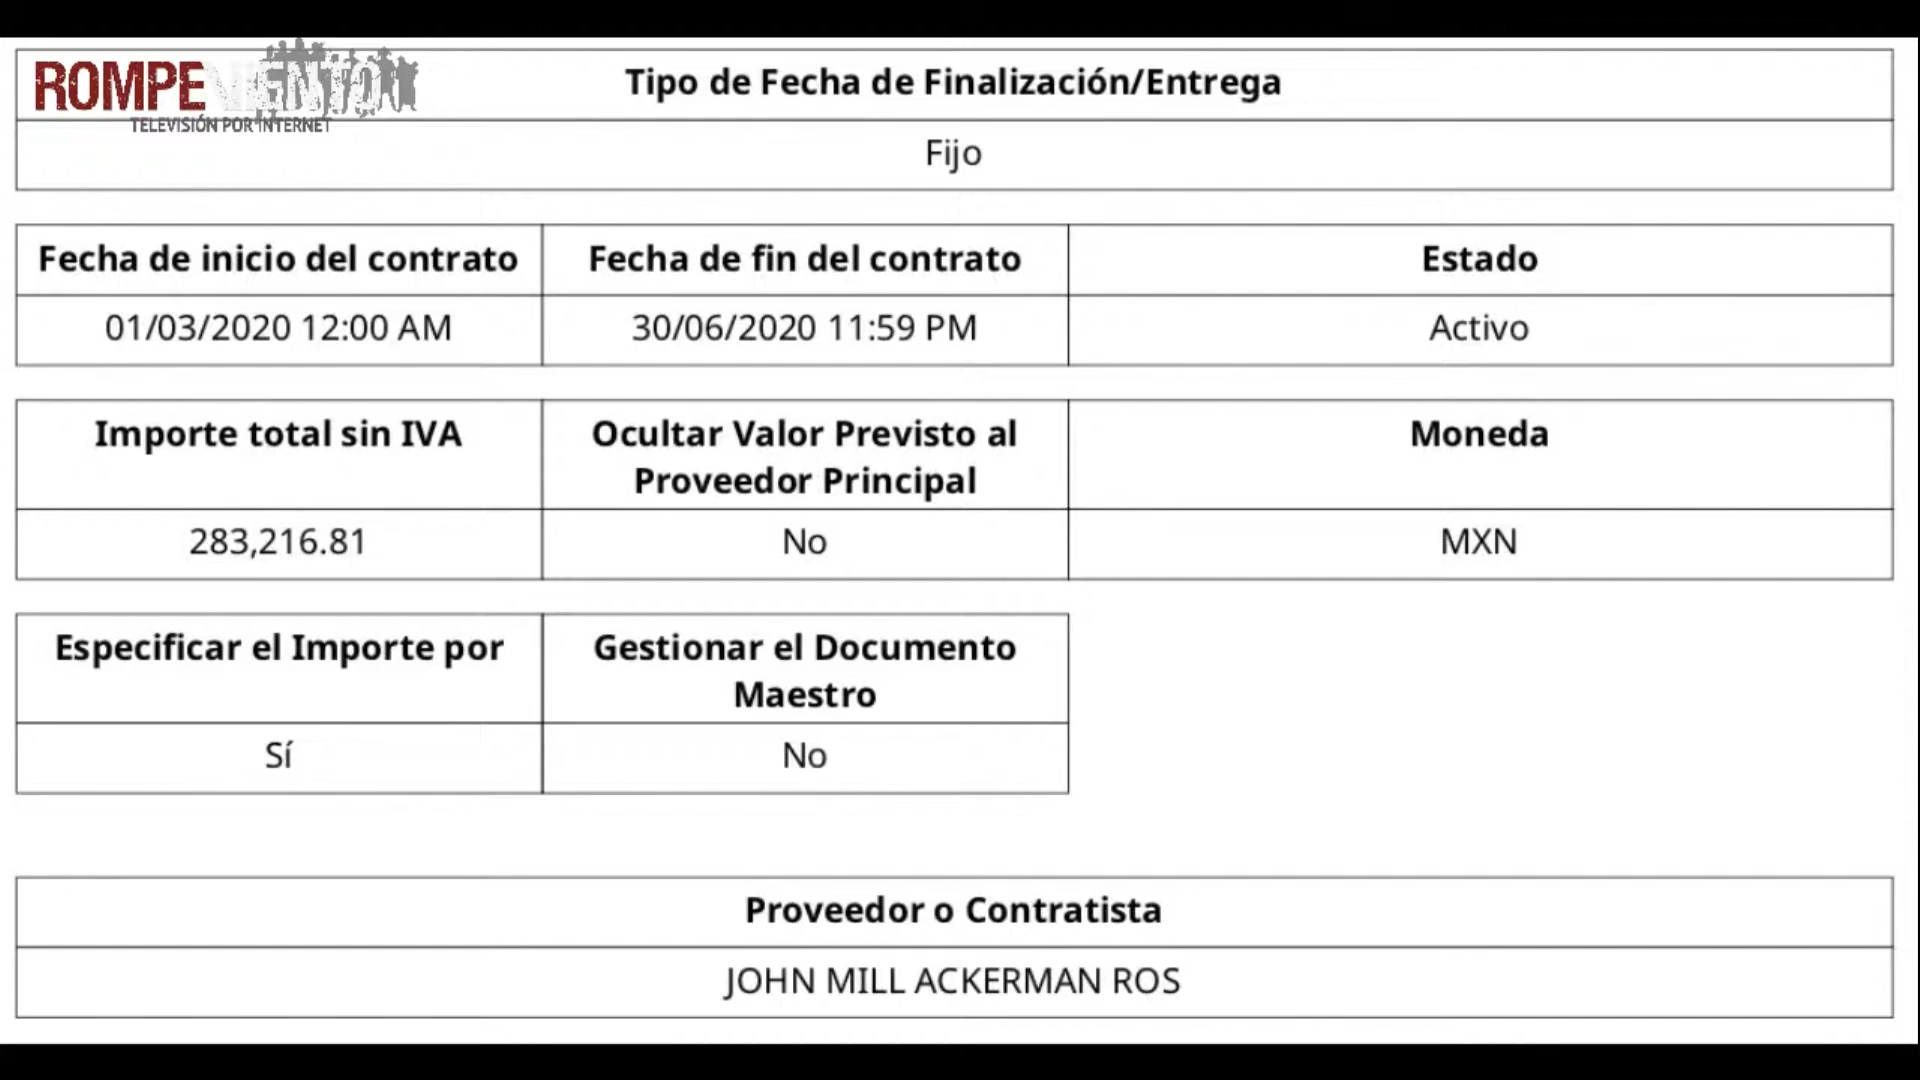 ROMPEVIENTO
TELEVISIÓN POR INTERNET
Tipo de Fecha de Finalización/Entrega
Fijo
Fecha de inicio del contrato Fecha de fin del contrato Estado
01/03/2020 12:00 AM 30/06/2020 11:59 PM Activo
Importe total sin IVA Ocultar Valor Previsto al Moneda
Proveedor Principal
283,216.81 No MXN
Especificar el Importe por Gestionar el Documento
Maestro
Sí No
Proveedor o Contratista
JOHN MILL ACKERMAN ROS